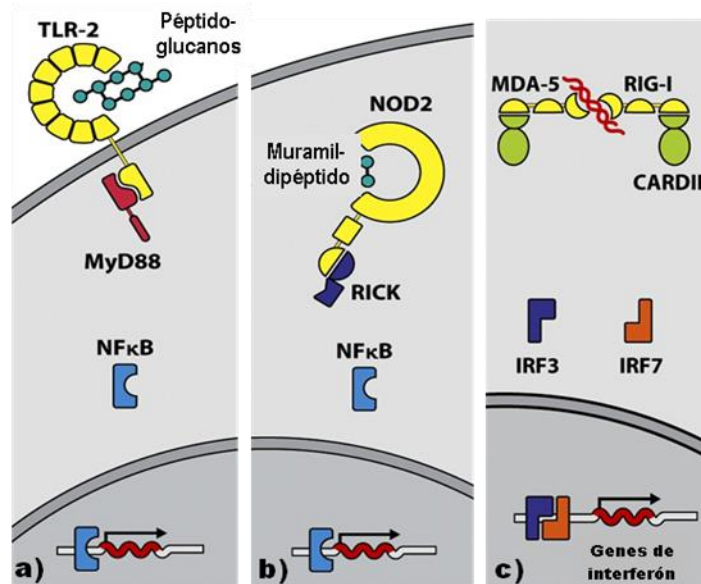 TLR-2
Péptido-
glucanos
MyD88
NFκB
a)
NOD2
Muramil-
dipéptido
RICK
NFκB
b)
MDA-5
RIG-I
CARDIF
IRF3
IRF7
c)
Genes de
interferón